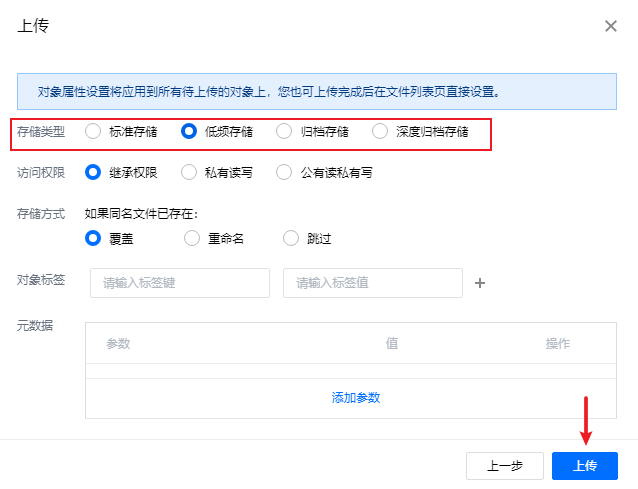 上传
对象属性设置将应用到所有待上传的对象上，您也可上传完成后在文件列表页直接设置。
存储类型 标准存储 低频存储 归档存储 深度归档存储
访问权限 继承权限 私有读写 公有读私有写
存储方式 如果同名文件已存在：
覆盖 重命名 跳过
对象标签 请输入标签键 请输入标签值 +
元数据 参数 值 操作
添加参数
上一步 上传